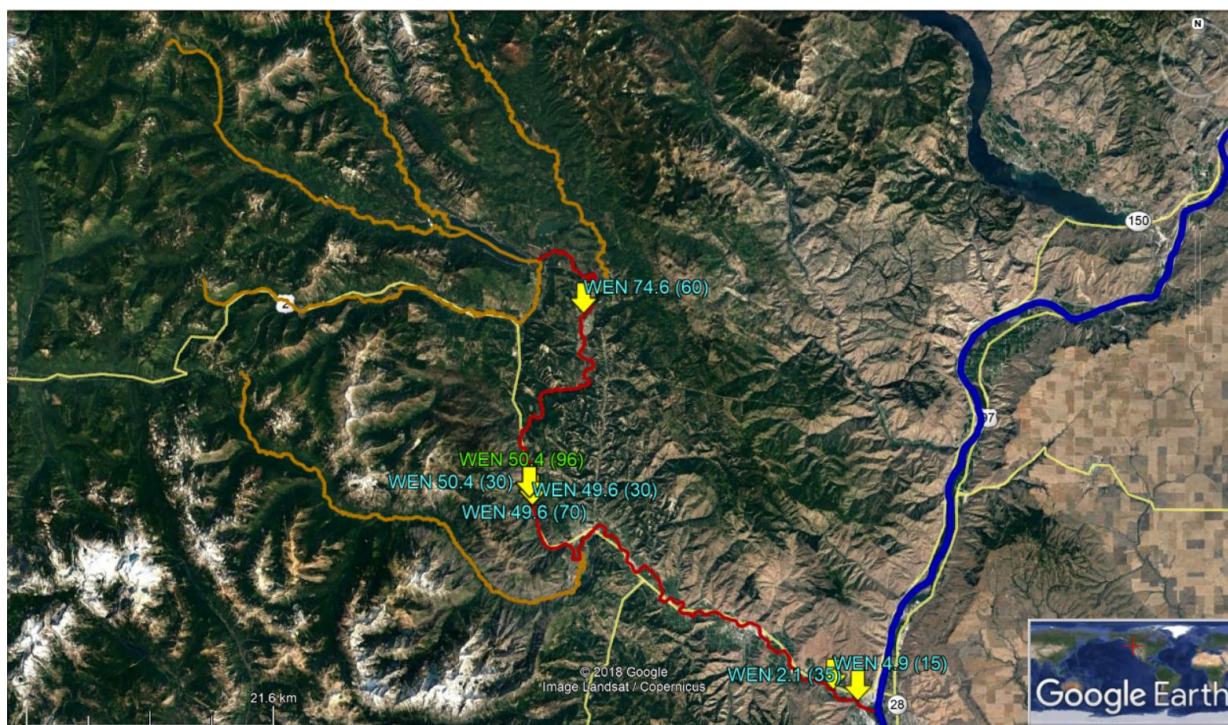 N
150
WEN 74.6 (60)
2
97
WEN 50.4 (96)
WEN 50.4 (30)
WEN 49.6 (30)
WEN 49.6 (70)
WEN 2.1 (35)
WEN 4.9 (15)
© 2018 Google
Image Landsat / Copernicus
21.6 km
28
Google Earth